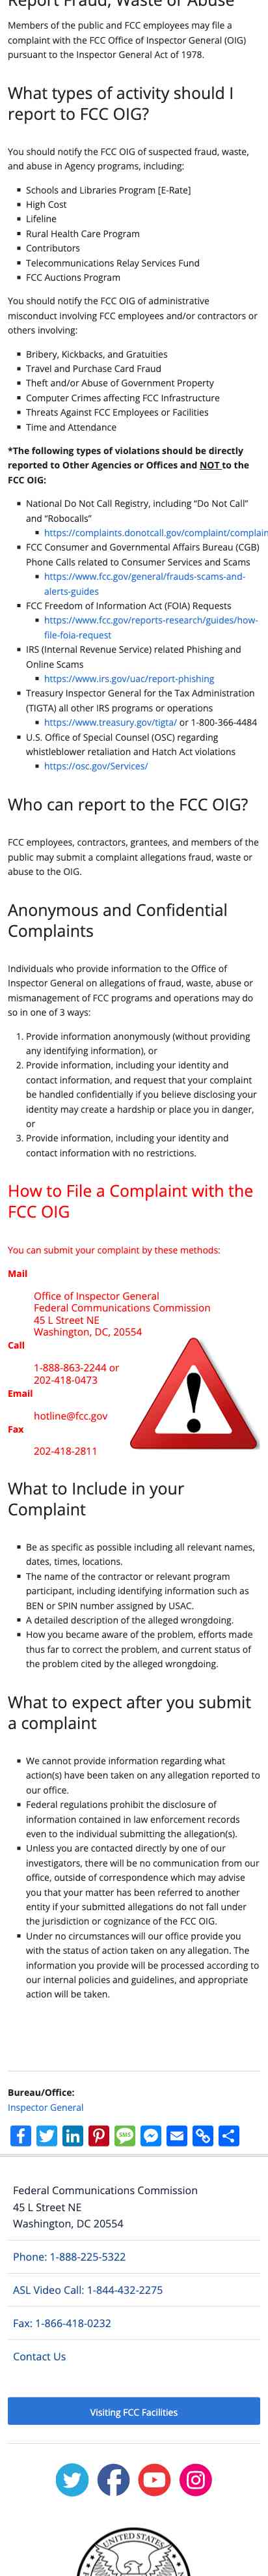 Report Fraud, Waste or Abuse
Members of the public and FCC employees may file a
complaint with the FCC Office of Inspector General (OIG)
pursuant to the Inspector General Act of 1978.
What types of activity should I
report to FCC OIG?
You should notify the FCC OIG of suspected fraud, waste,
and abuse in Agency programs, including:
Schools and Libraries Program [E-Rate]
High Cost
Lifeline
Rural Health Care Program
Contributors
Telecommunications Relay Services Fund
FCC Auctions Program
You should notify the FCC OIG of administrative
misconduct involving FCC employees and/or contractors or
others involving:
Bribery, Kickbacks, and Gratuities
Travel and Purchase Card Fraud
Theft and/or Abuse of Government Property
Computer Crimes affecting FCC Infrastructure
Threats Against FCC Employees or Facilities
Time and Attendance
*The following types of violations should be directly
reported to Other Agencies or Offices and NOT to the
FCC OIG:
National Do Not Call Registry, including “Do Not Call”
and “Robocalls”
https://complaints.donotcall.gov/complaint/complain
FCC Consumer and Governmental Affairs Bureau (CGB)
Phone Calls related to Consumer Services and Scams
https://www.fcc.gov/general/frauds-scams-and-
alerts-guides
FCC Freedom of Information Act (FOIA) Requests
https://www.fcc.gov/reports-research/guides/how-
file-foia-request
IRS (Internal Revenue Service) related Phishing and
Online Scams
https://www.irs.gov/uac/report-phishing
Treasury Inspector General for the Tax Administration
(TIGTA) all other IRS programs or operations
https://www.treasury.gov/tigta/ or 1-800-366-4484
U.S. Office of Special Counsel (OSC) regarding
whistleblower retaliation and Hatch Act violations
https://osc.gov/Services/
Who can report to the FCC OIG?
FCC employees, contractors, grantees, and members of the
public may submit a complaint allegations fraud, waste or
abuse to the OIG.
Anonymous and Confidential
Complaints
Individuals who provide information to the Office of
Inspector General on allegations of fraud, waste, abuse or
mismanagement of FCC programs and operations may do
so in one of 3 ways:
1. Provide information anonymously (without providing
any identifying information), or
2. Provide information, including your identity and
contact information, and request that your complaint
be handled confidentially if you believe disclosing your
identity may create a hardship or place you in danger,
or
3. Provide information, including your identity and
contact information with no restrictions.
How to File a Complaint with the
FCC OIG
You can submit your complaint by these methods:
Mail
Office of Inspector General
Federal Communications Commission
45 L Street NE
Washington, DC, 20554
Call
1-888-863-2244 or
202-418-0473
Email
hotline@fcc.gov
Fax
202-418-2811
What to Include in your
Complaint
Be as specific as possible including all relevant names,
dates, times, locations.
The name of the contractor or relevant program
participant, including identifying information such as
BEN or SPIN number assigned by USAC.
A detailed description of the alleged wrongdoing.
How you became aware of the problem, efforts made
thus far to correct the problem, and current status of
the problem cited by the alleged wrongdoing.
What to expect after you submit
a complaint
We cannot provide information regarding what
action(s) have been taken on any allegation reported to
our office.
Federal regulations prohibit the disclosure of
information contained in law enforcement records
even to the individual submitting the allegation(s).
Unless you are contacted directly by one of our
investigators, there will be no communication from our
office, outside of correspondence which may advise
you that your matter has been referred to another
entity if your submitted allegations do not fall under
the jurisdiction or cognizance of the FCC OIG.
Under no circumstances will our office provide you
with the status of action taken on any allegation. The
information you provide will be processed according to
our internal policies and guidelines, and appropriate
action will be taken.
Bureau/Office:
Inspector General
SMS
Federal Communications Commission
45 L Street NE
Washington, DC 20554
Phone: 1-888-225-5322
ASL Video Call: 1-844-432-2275
Fax: 1-866-418-0232
Contact Us
Visiting FCC Facilities
UNITED STATES